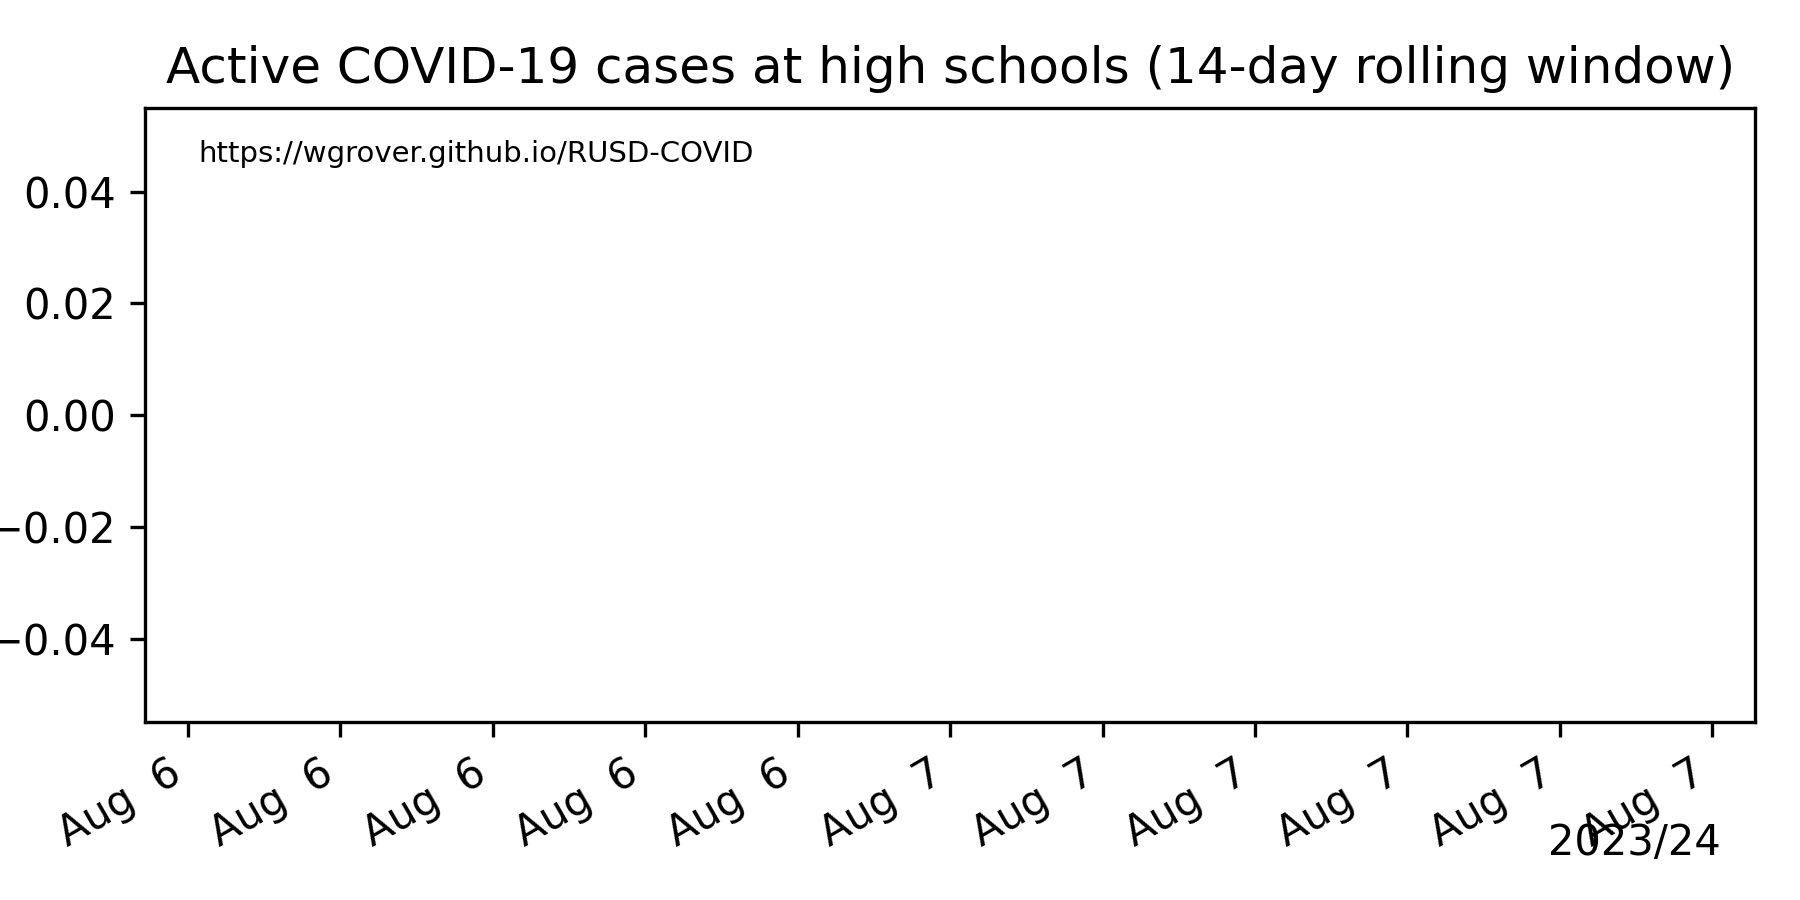 Active COVID-19 cases at high schools (14-day rolling window)
https://wgrover.github.io/RUSD-COVID
0.04
0.02
0.00
−0.02
−0.04
Aug 6 Aug 6 Aug 6 Aug 6 Aug 6 Aug 7 Aug 7 Aug 7 Aug 7 Aug 7 Aug 7
2023/24